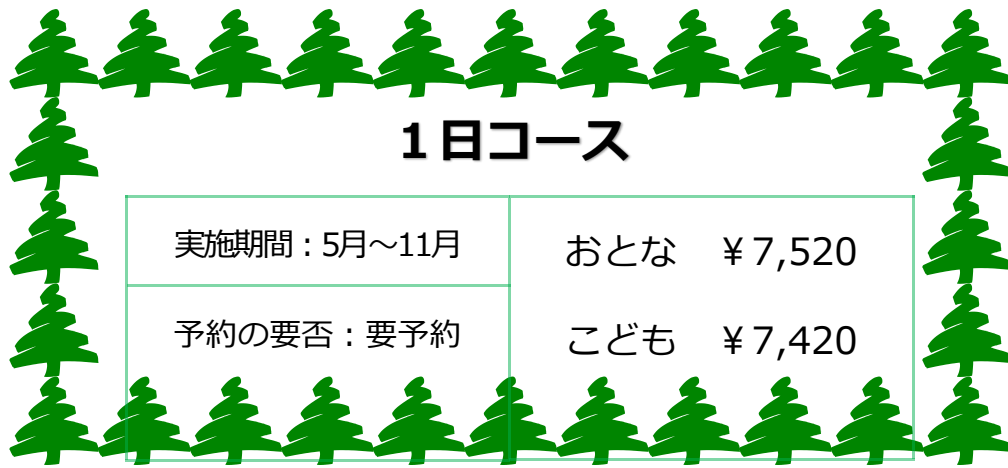 １日コース
実施期間：5月～11月
予約の要否：要予約
おとな　￥7,520
こども　￥7,420